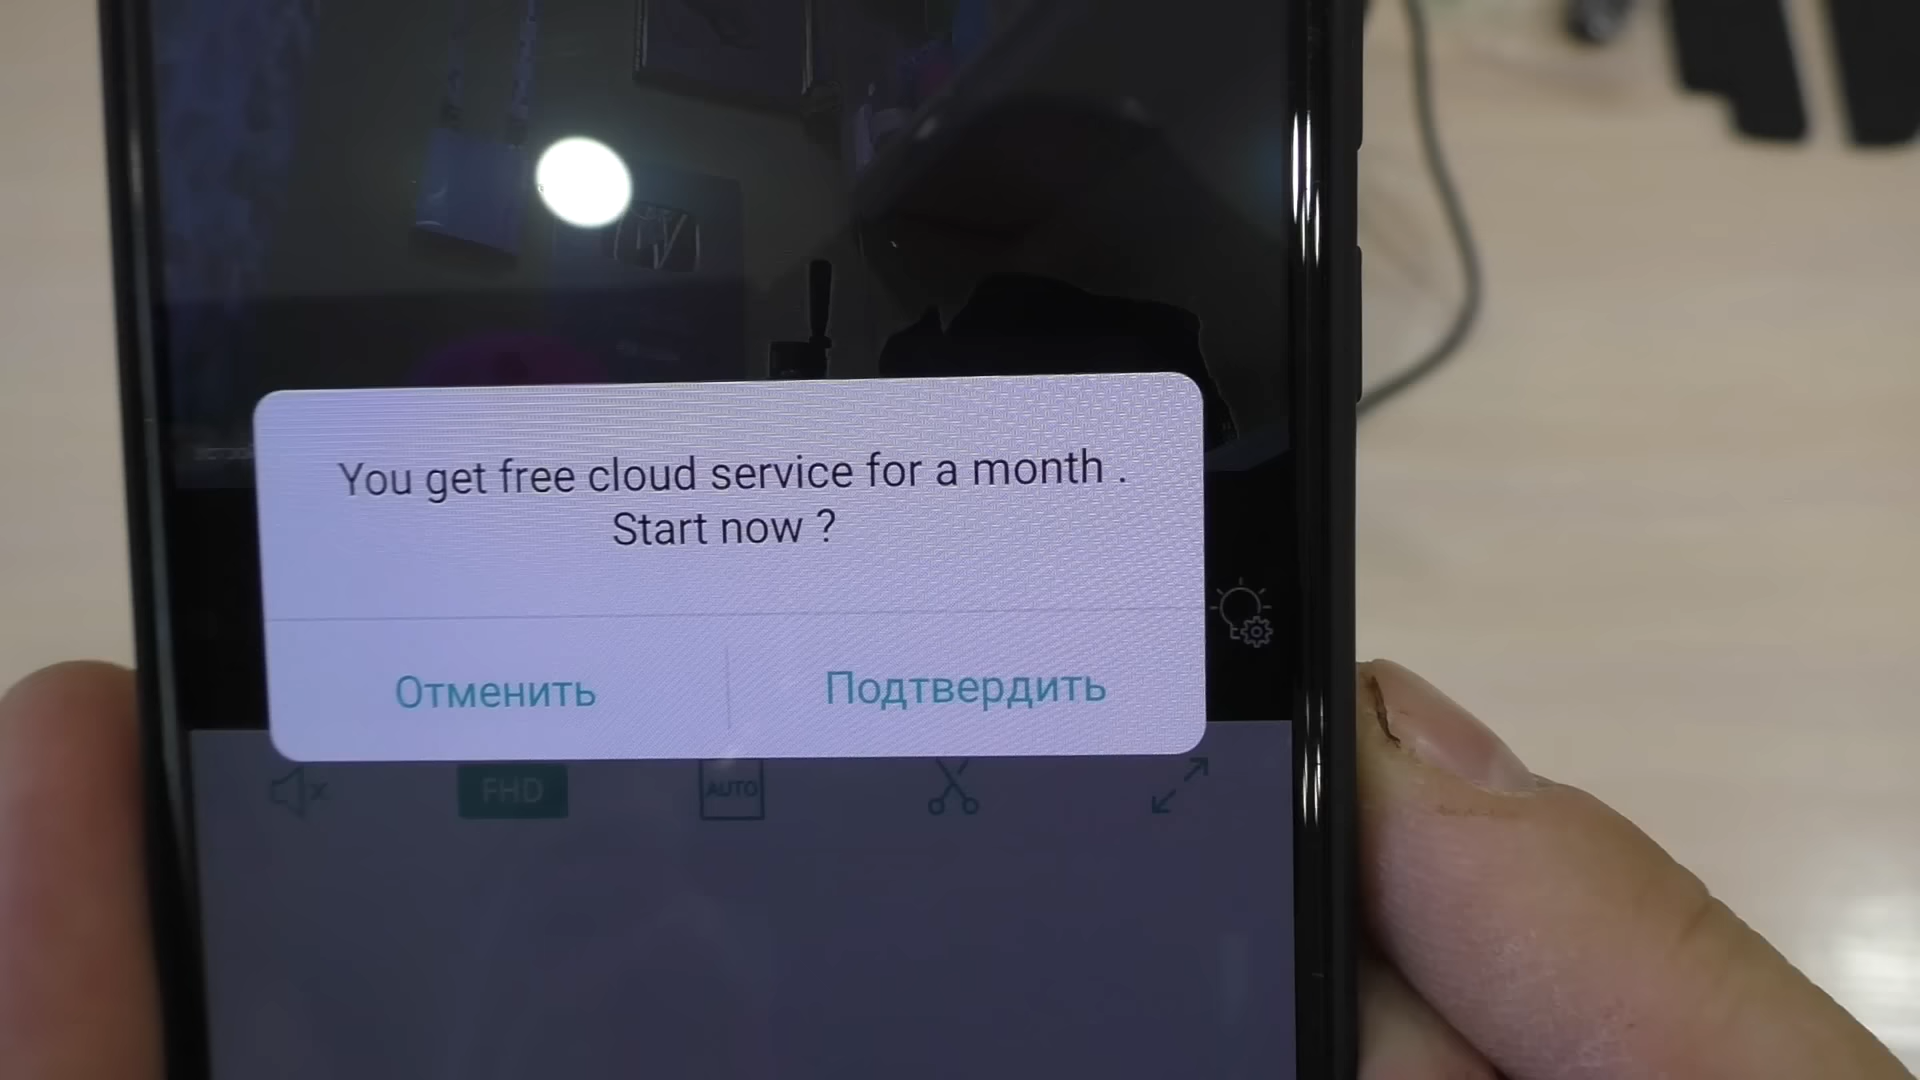 You get free cloud service for a month .
Start now ?
Отменить
Подтвердить
FHD
AUTO